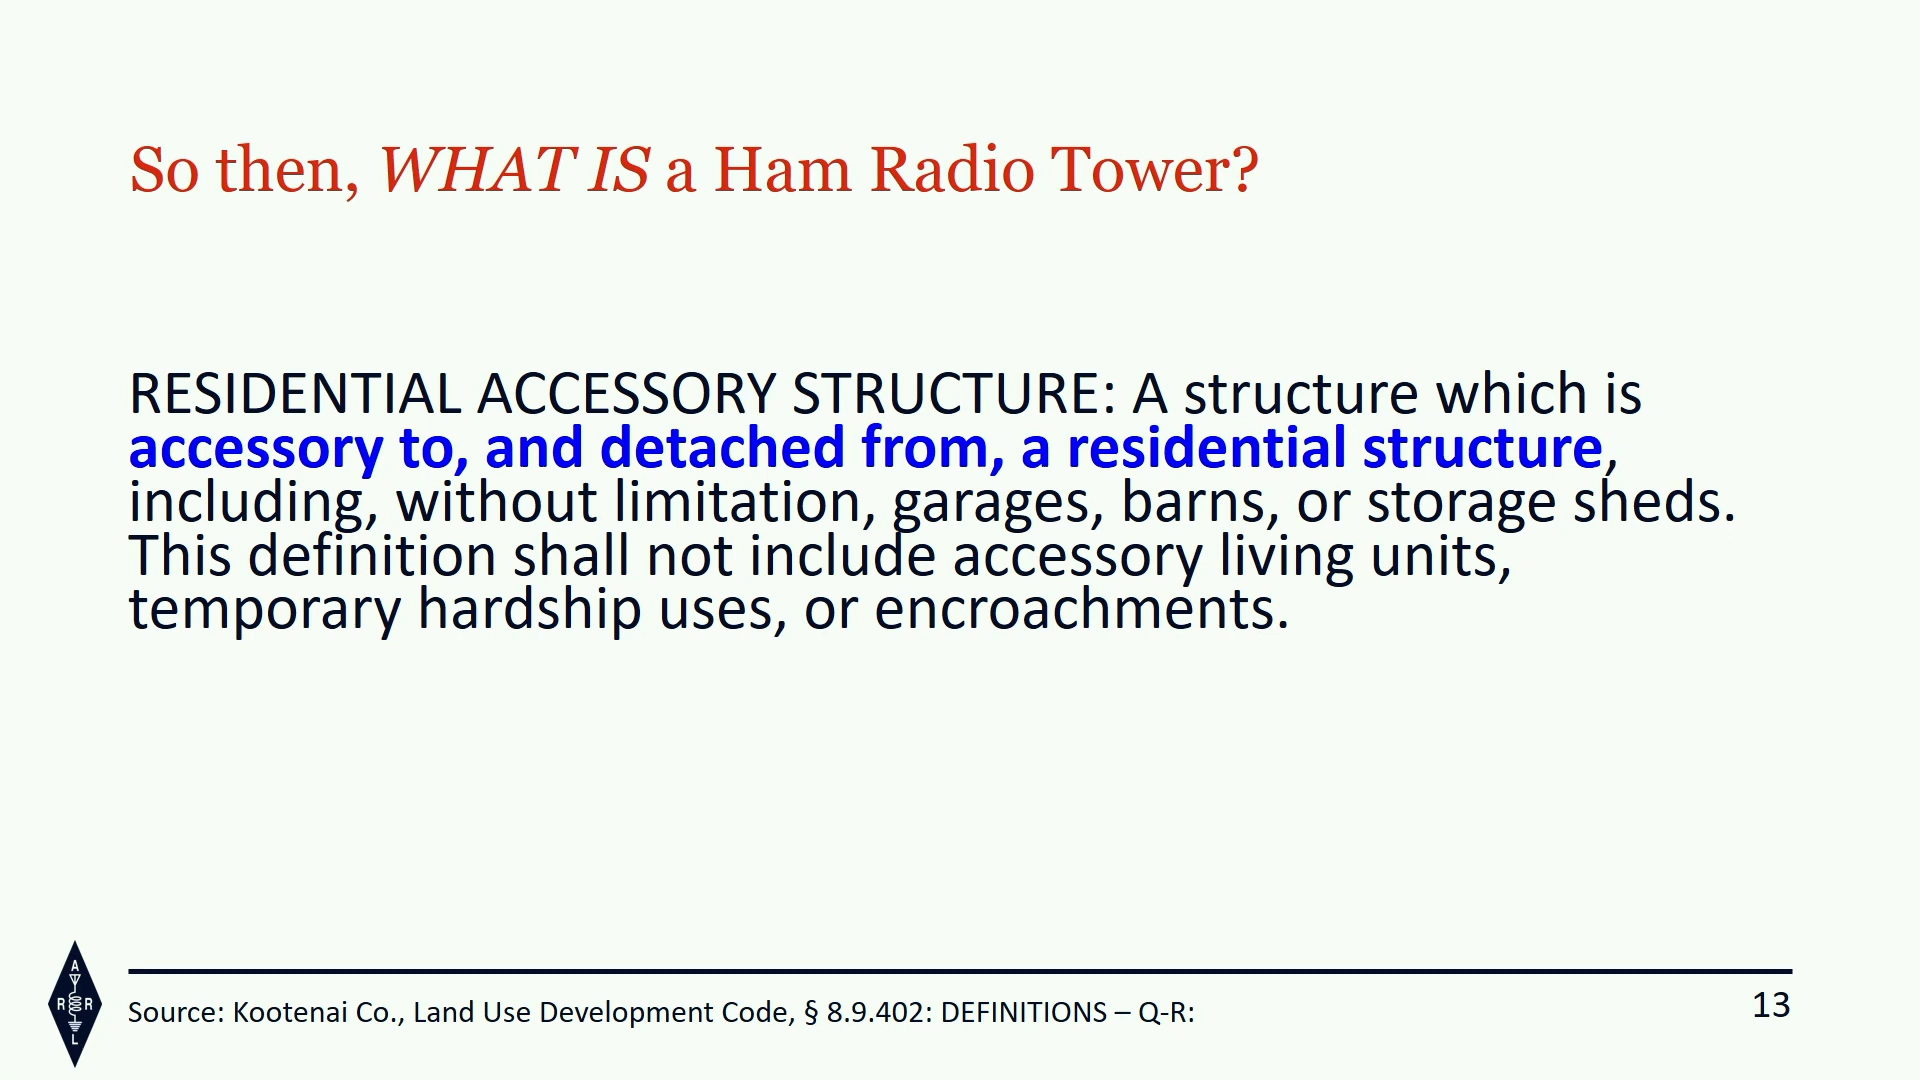 So then, WHAT IS a Ham Radio Tower?
RESIDENTIAL ACCESSORY STRUCTURE: A structure which is
accessory to, and detached from, a residential structure,
including, without limitation, garages, barns, or storage sheds.
This definition shall not include accessory living units,
temporary hardship uses, or encroachments.
A
R R
L
Source: Kootenai Co., Land Use Development Code, § 8.9.402: DEFINITIONS – Q-R:
13